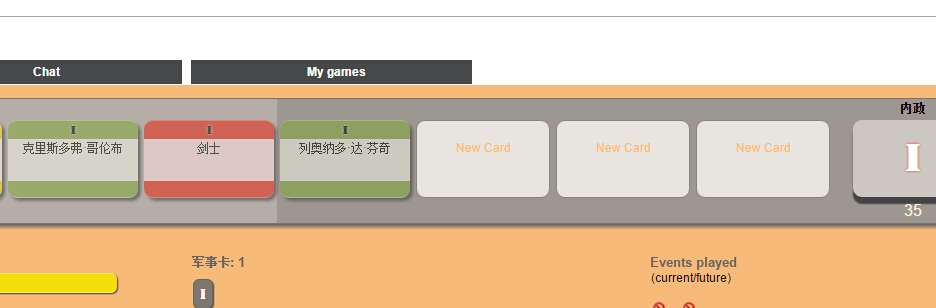 Chat
My games
内政
I
克里斯多弗·哥伦布
I
剑士
I
列奥纳多·达·芬奇
New Card
New Card
New Card
I
35
军事卡: 1
I
Events played
(current/future)